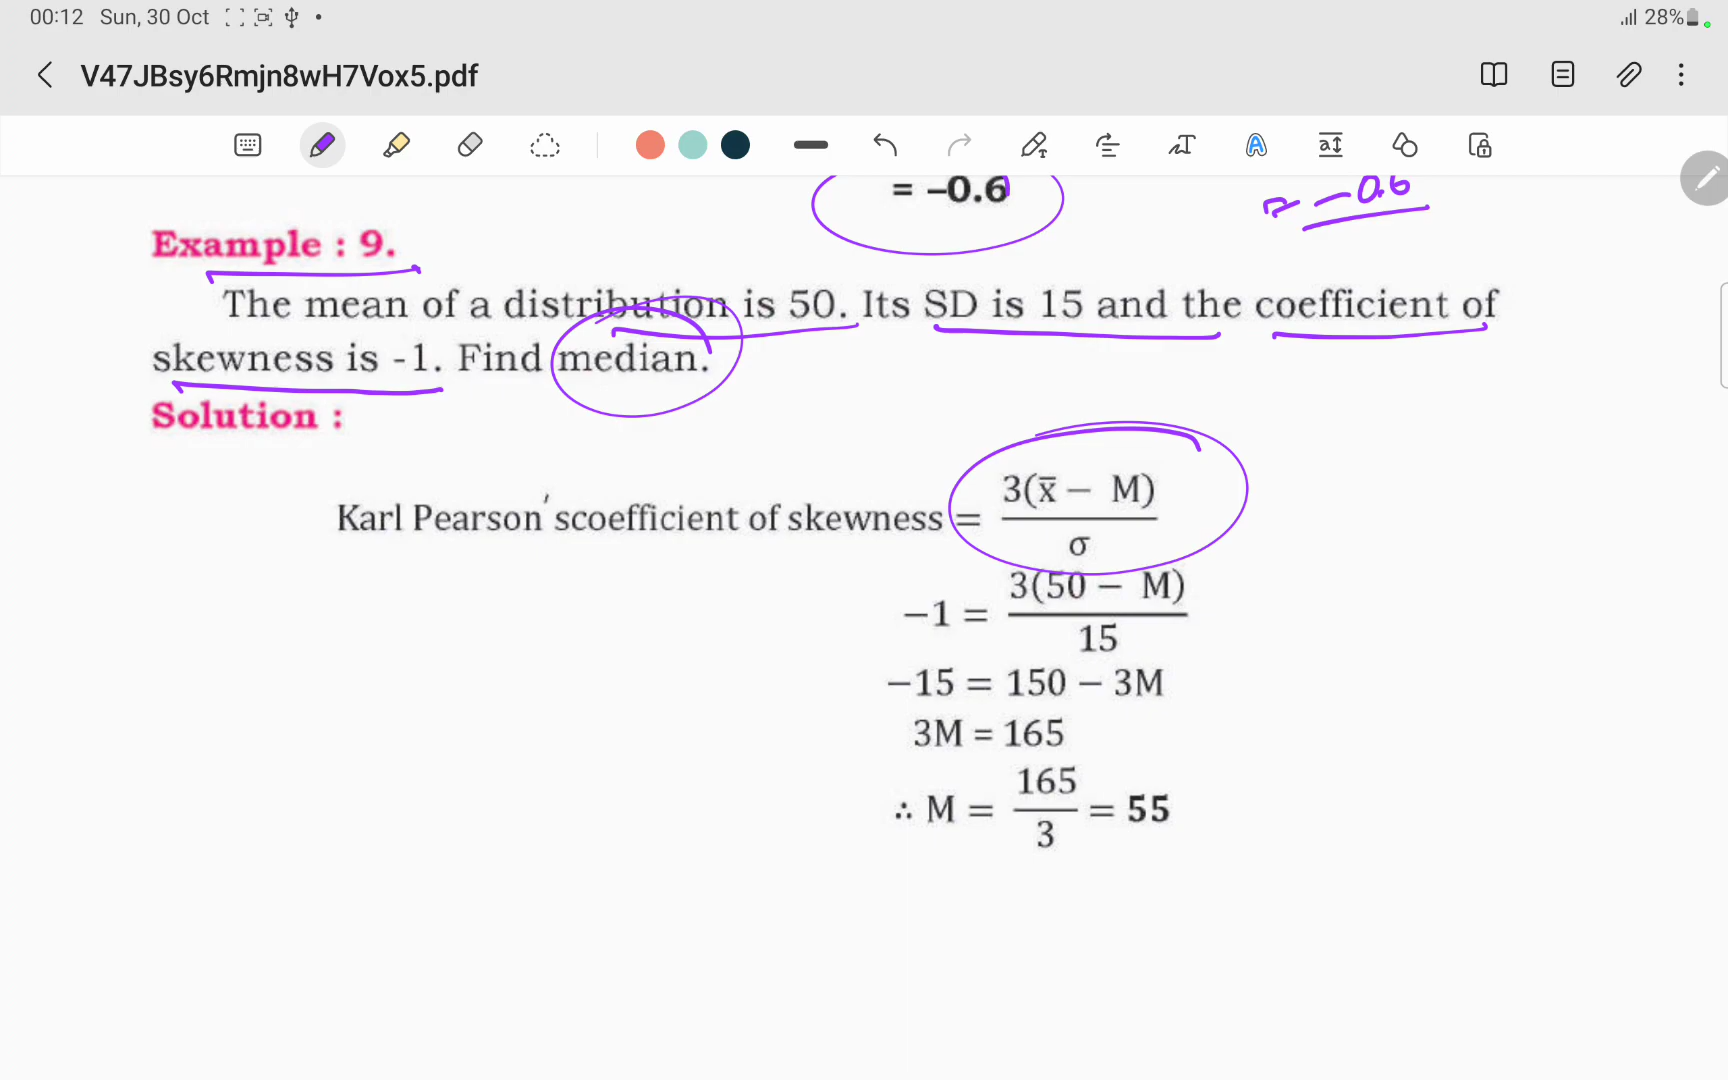 00:12 Sun, 30 Oct 28%
V47JBsy6Rmjn8wH7Vox5.pdf
= –0.6 -0.6
Example : 9.
The mean of a distribution is 50. Its SD is 15 and the coefficient of
skewness is -1. Find median.
Solution :
Karl Pearson's coefficient of skewness = 3(x̄ − M) / σ
−1 = 3(50 − M) / 15
−15 = 150 − 3M
3M = 165
∴ M = 165 / 3 = 55